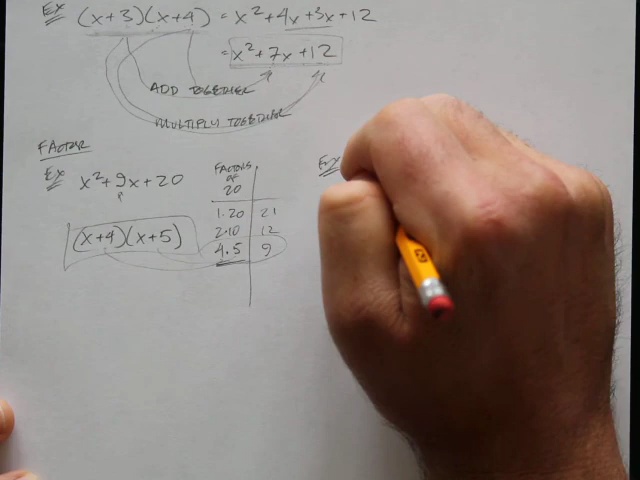 Ex (x+3)(x+4) = x²+4x+3x+12
= x²+7x+12
ADD TOGETHER
MULTIPLY TOGETHER
FACTOR
Ex x²+9x+20
(x+4)(x+5)
FACTORS
OF
20
1·20 21
2·10 12
4·5 9
Ex